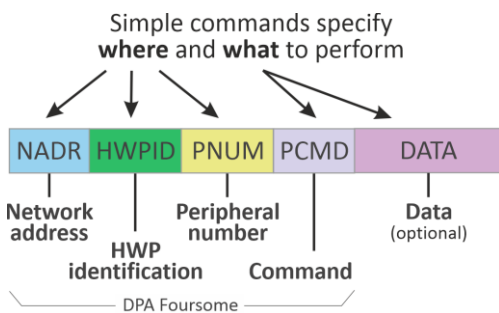 Simple commands specify
where and what to perform
NADR HWPID PNUM PCMD DATA
Network
address
HWP
identification
Peripheral
number
Command
Data
(optional)
DPA Foursome